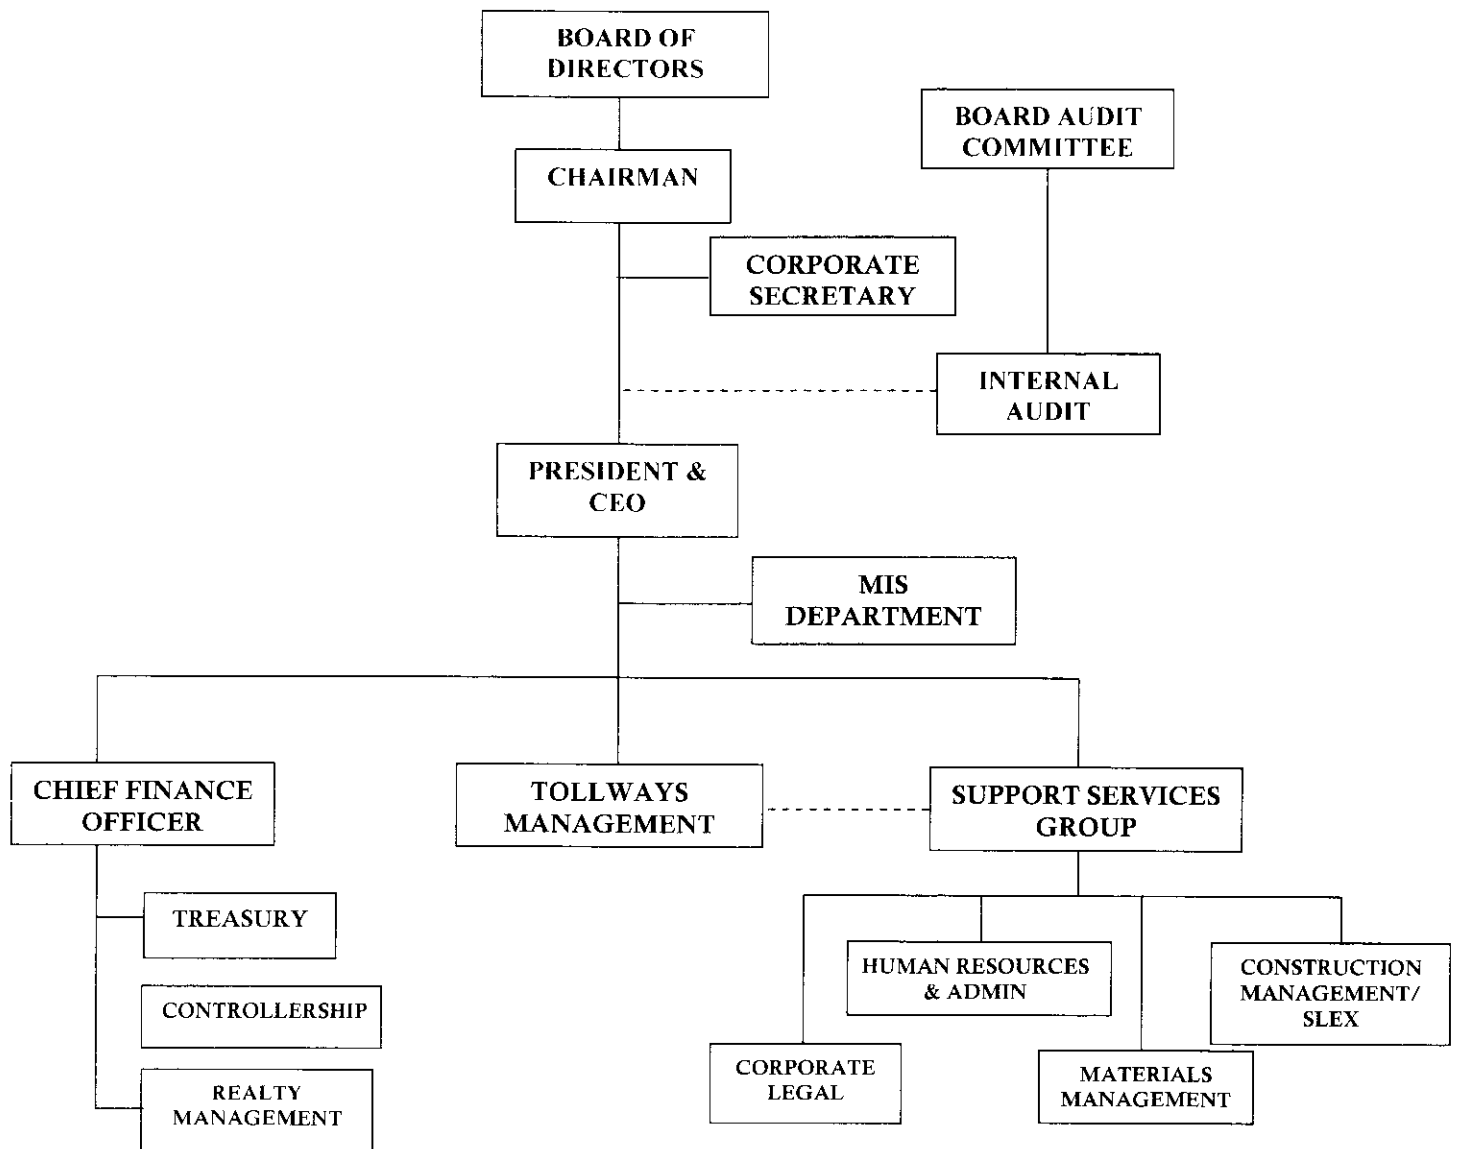 BOARD OF
DIRECTORS
BOARD AUDIT
COMMITTEE
CHAIRMAN
CORPORATE
SECRETARY
INTERNAL
AUDIT
PRESIDENT &
CEO
MIS
DEPARTMENT
CHIEF FINANCE
OFFICER
TOLLWAYS
MANAGEMENT
SUPPORT SERVICES
GROUP
TREASURY
CONTROLLERSHIP
REALTY
MANAGEMENT
HUMAN RESOURCES
& ADMIN
CONSTRUCTION
MANAGEMENT/
SLEX
CORPORATE
LEGAL
MATERIALS
MANAGEMENT